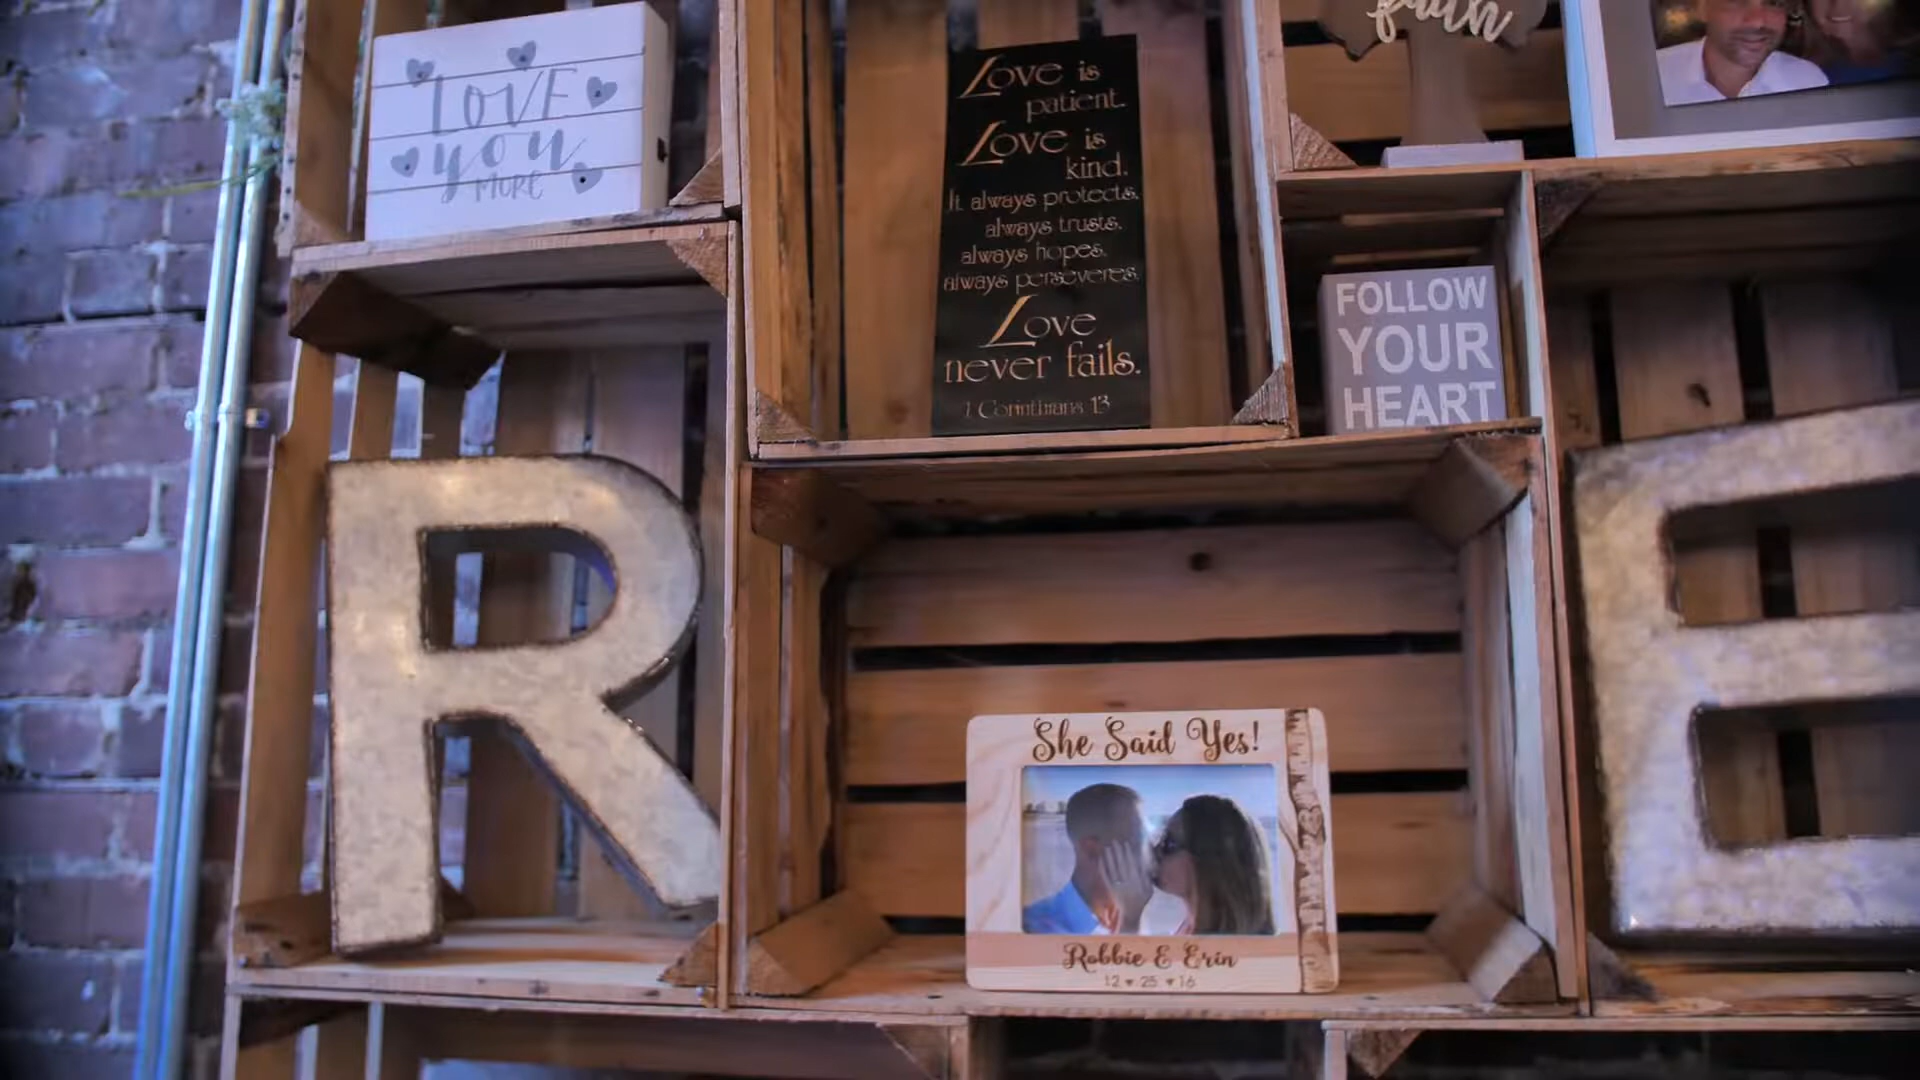 LOVE
you
MORE
Love is
patient.
Love is
kind.
It always protects.
always trusts.
always hopes.
always perseveres.
Love
never fails.
1 Corinthians 13
faith
FOLLOW
YOUR
HEART
R
E
She Said Yes!
Robbie & Erin
12 ♥ 25 ♥ 16